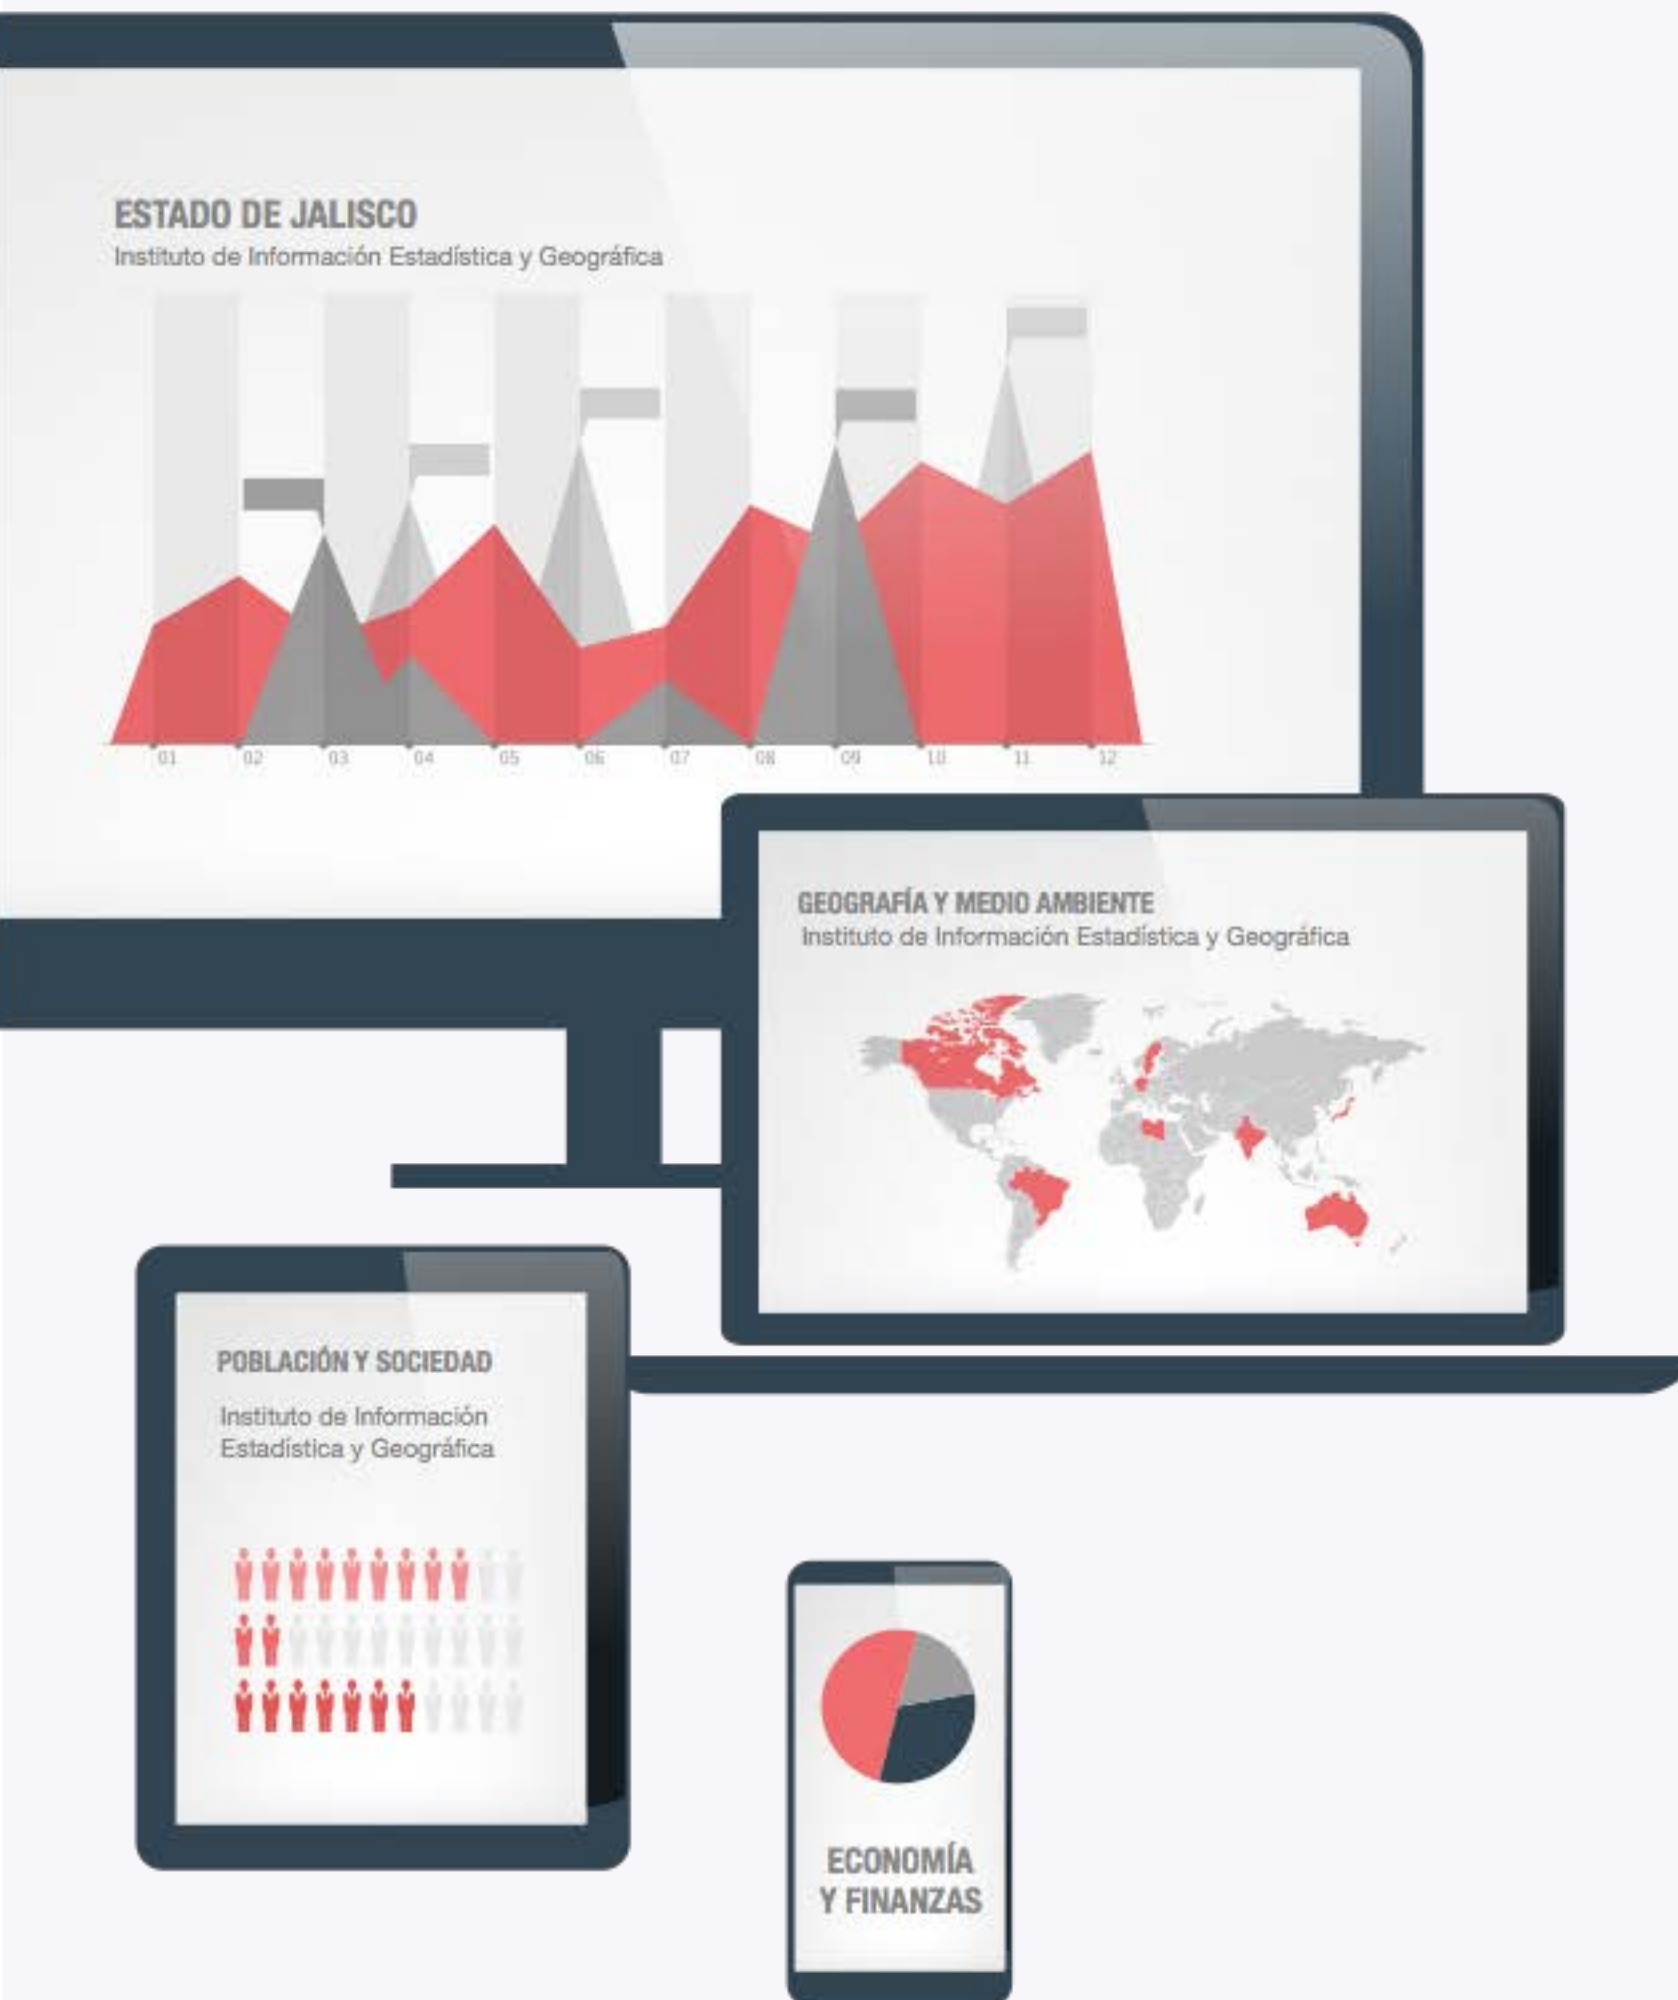 ESTADO DE JALISCO
Instituto de Información Estadística y Geográfica
01 02 03 04 05 06 07 08 09 10 11 12
GEOGRAFÍA Y MEDIO AMBIENTE
Instituto de Información Estadística y Geográfica
POBLACIÓN Y SOCIEDAD
Instituto de Información
Estadística y Geográfica
ECONOMÍA
Y FINANZAS